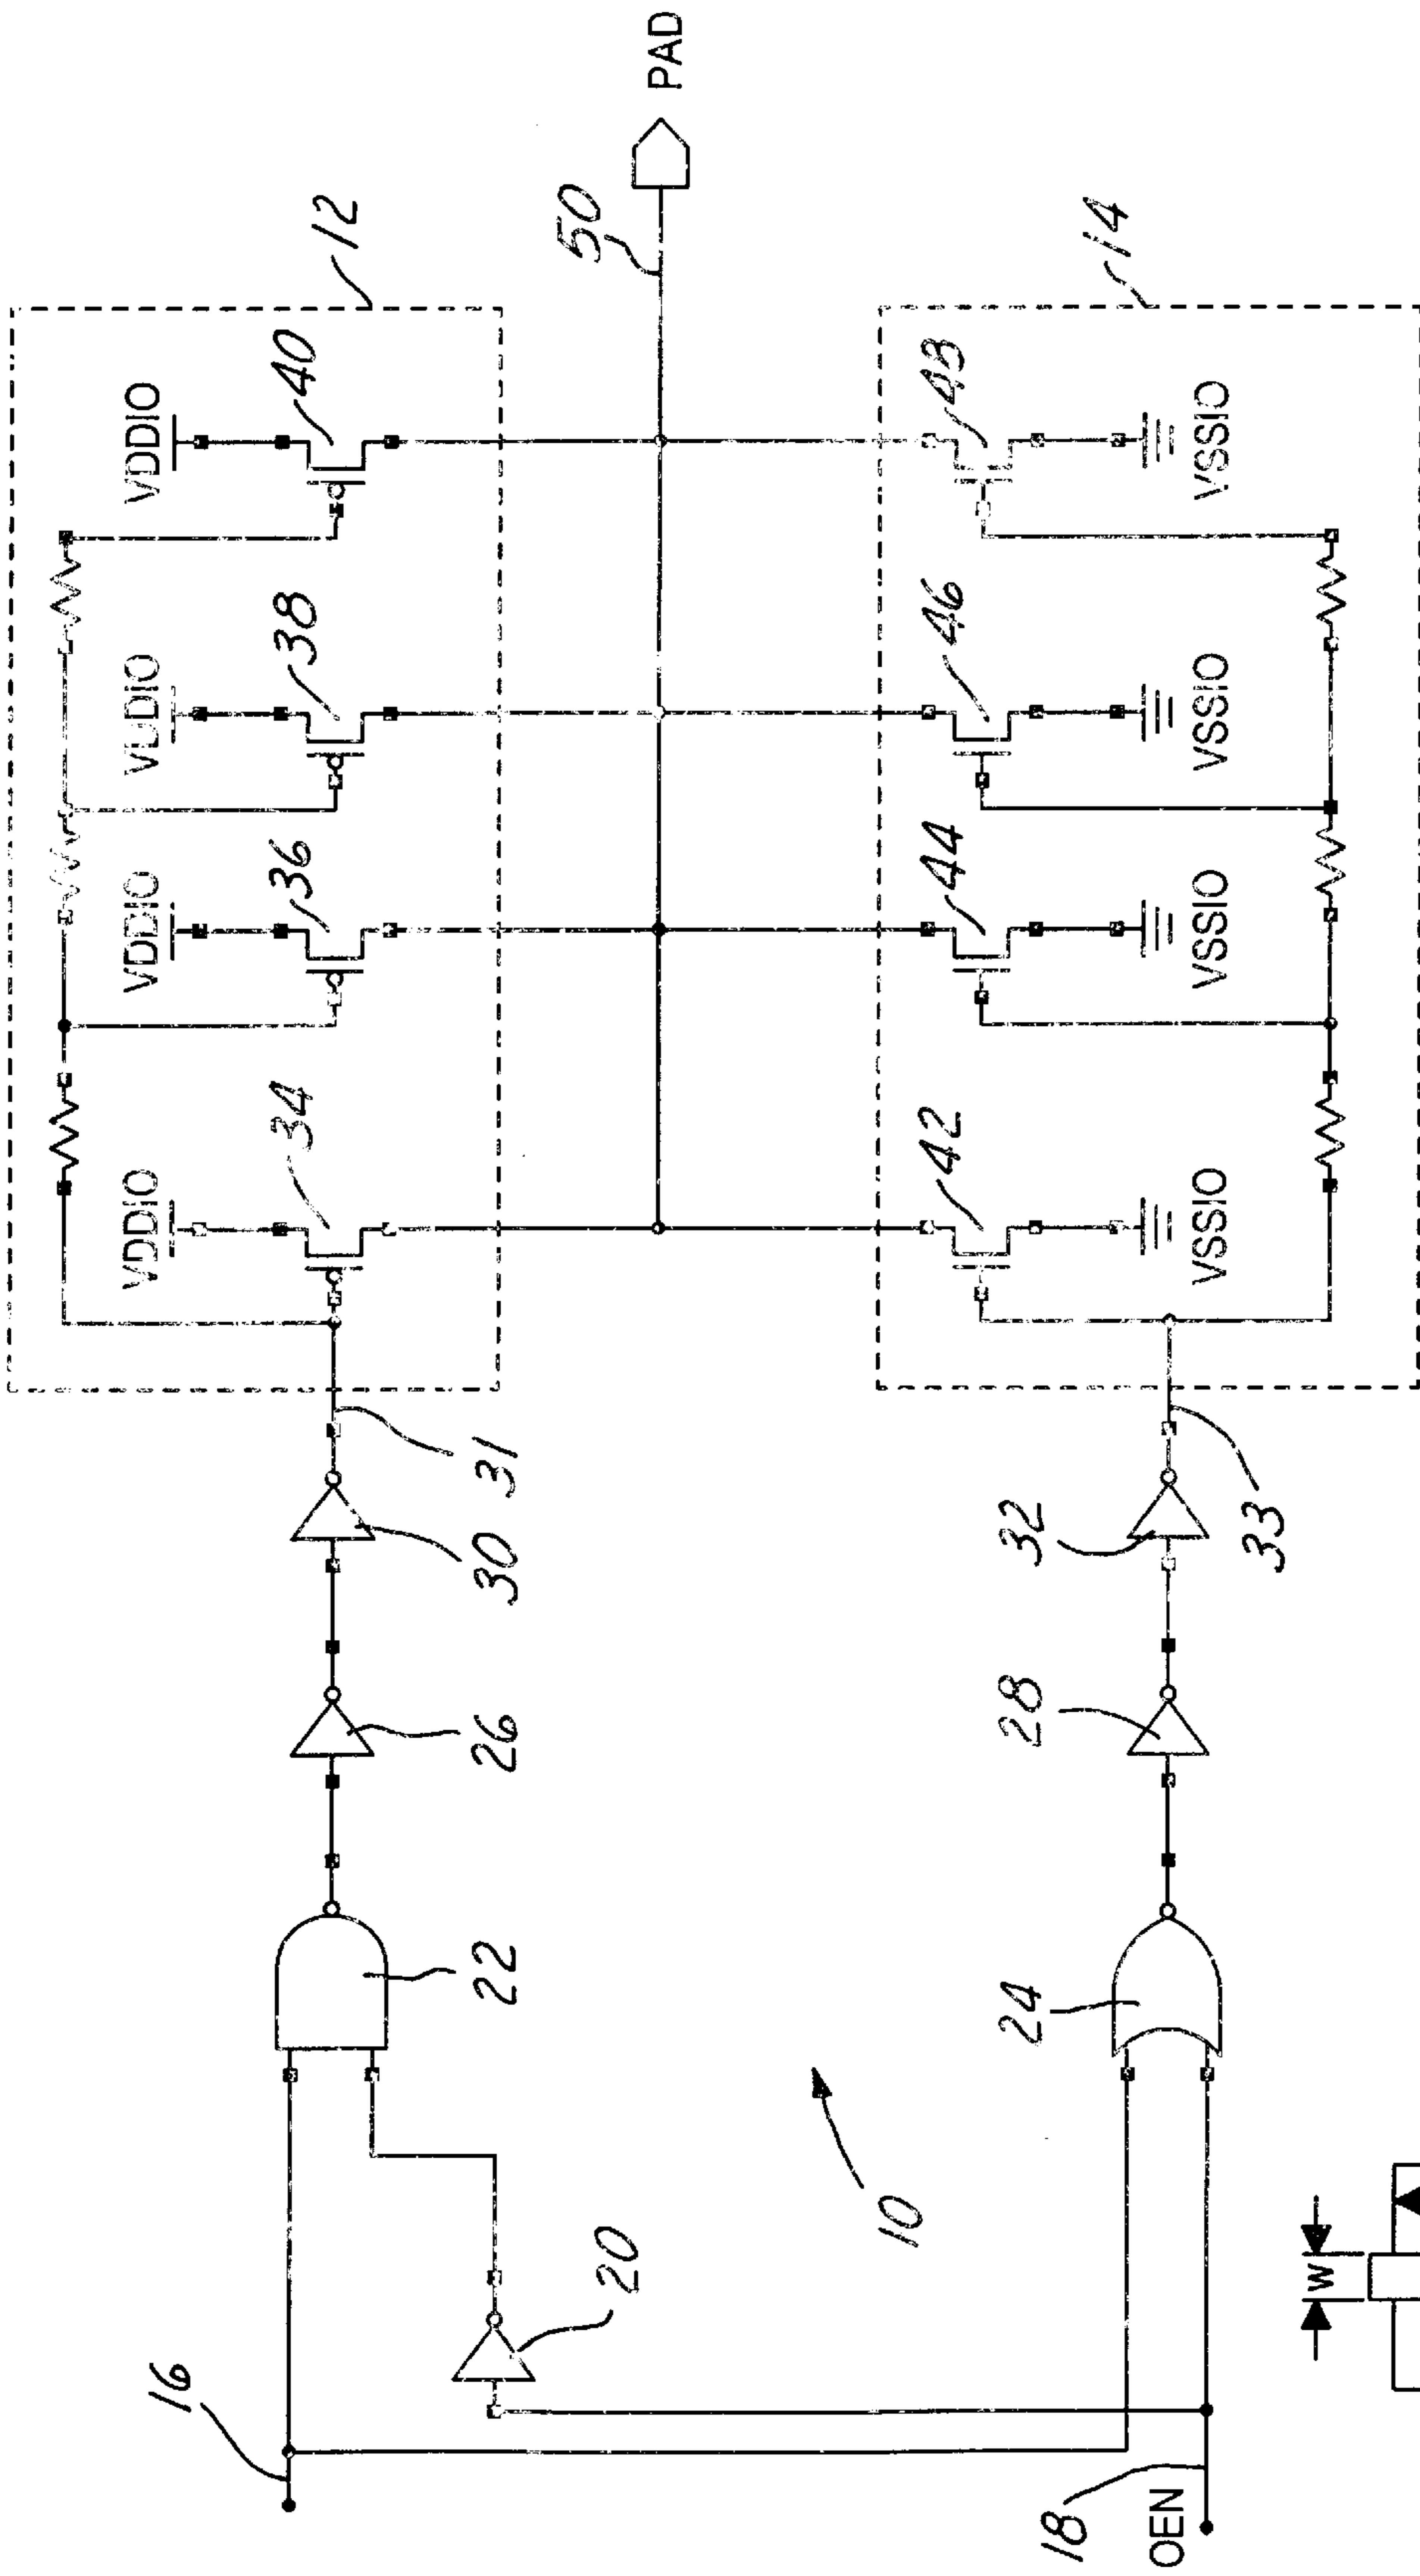 VDDIO VDDIO VDDIO VDDIO
16
34 36 38 40
12
22 26 30 31
50
20
PAD
10
42 44 46 48
24 28 32
18
14
OEN
VSSIO VSSIO VSSIO VSSIO
33
W